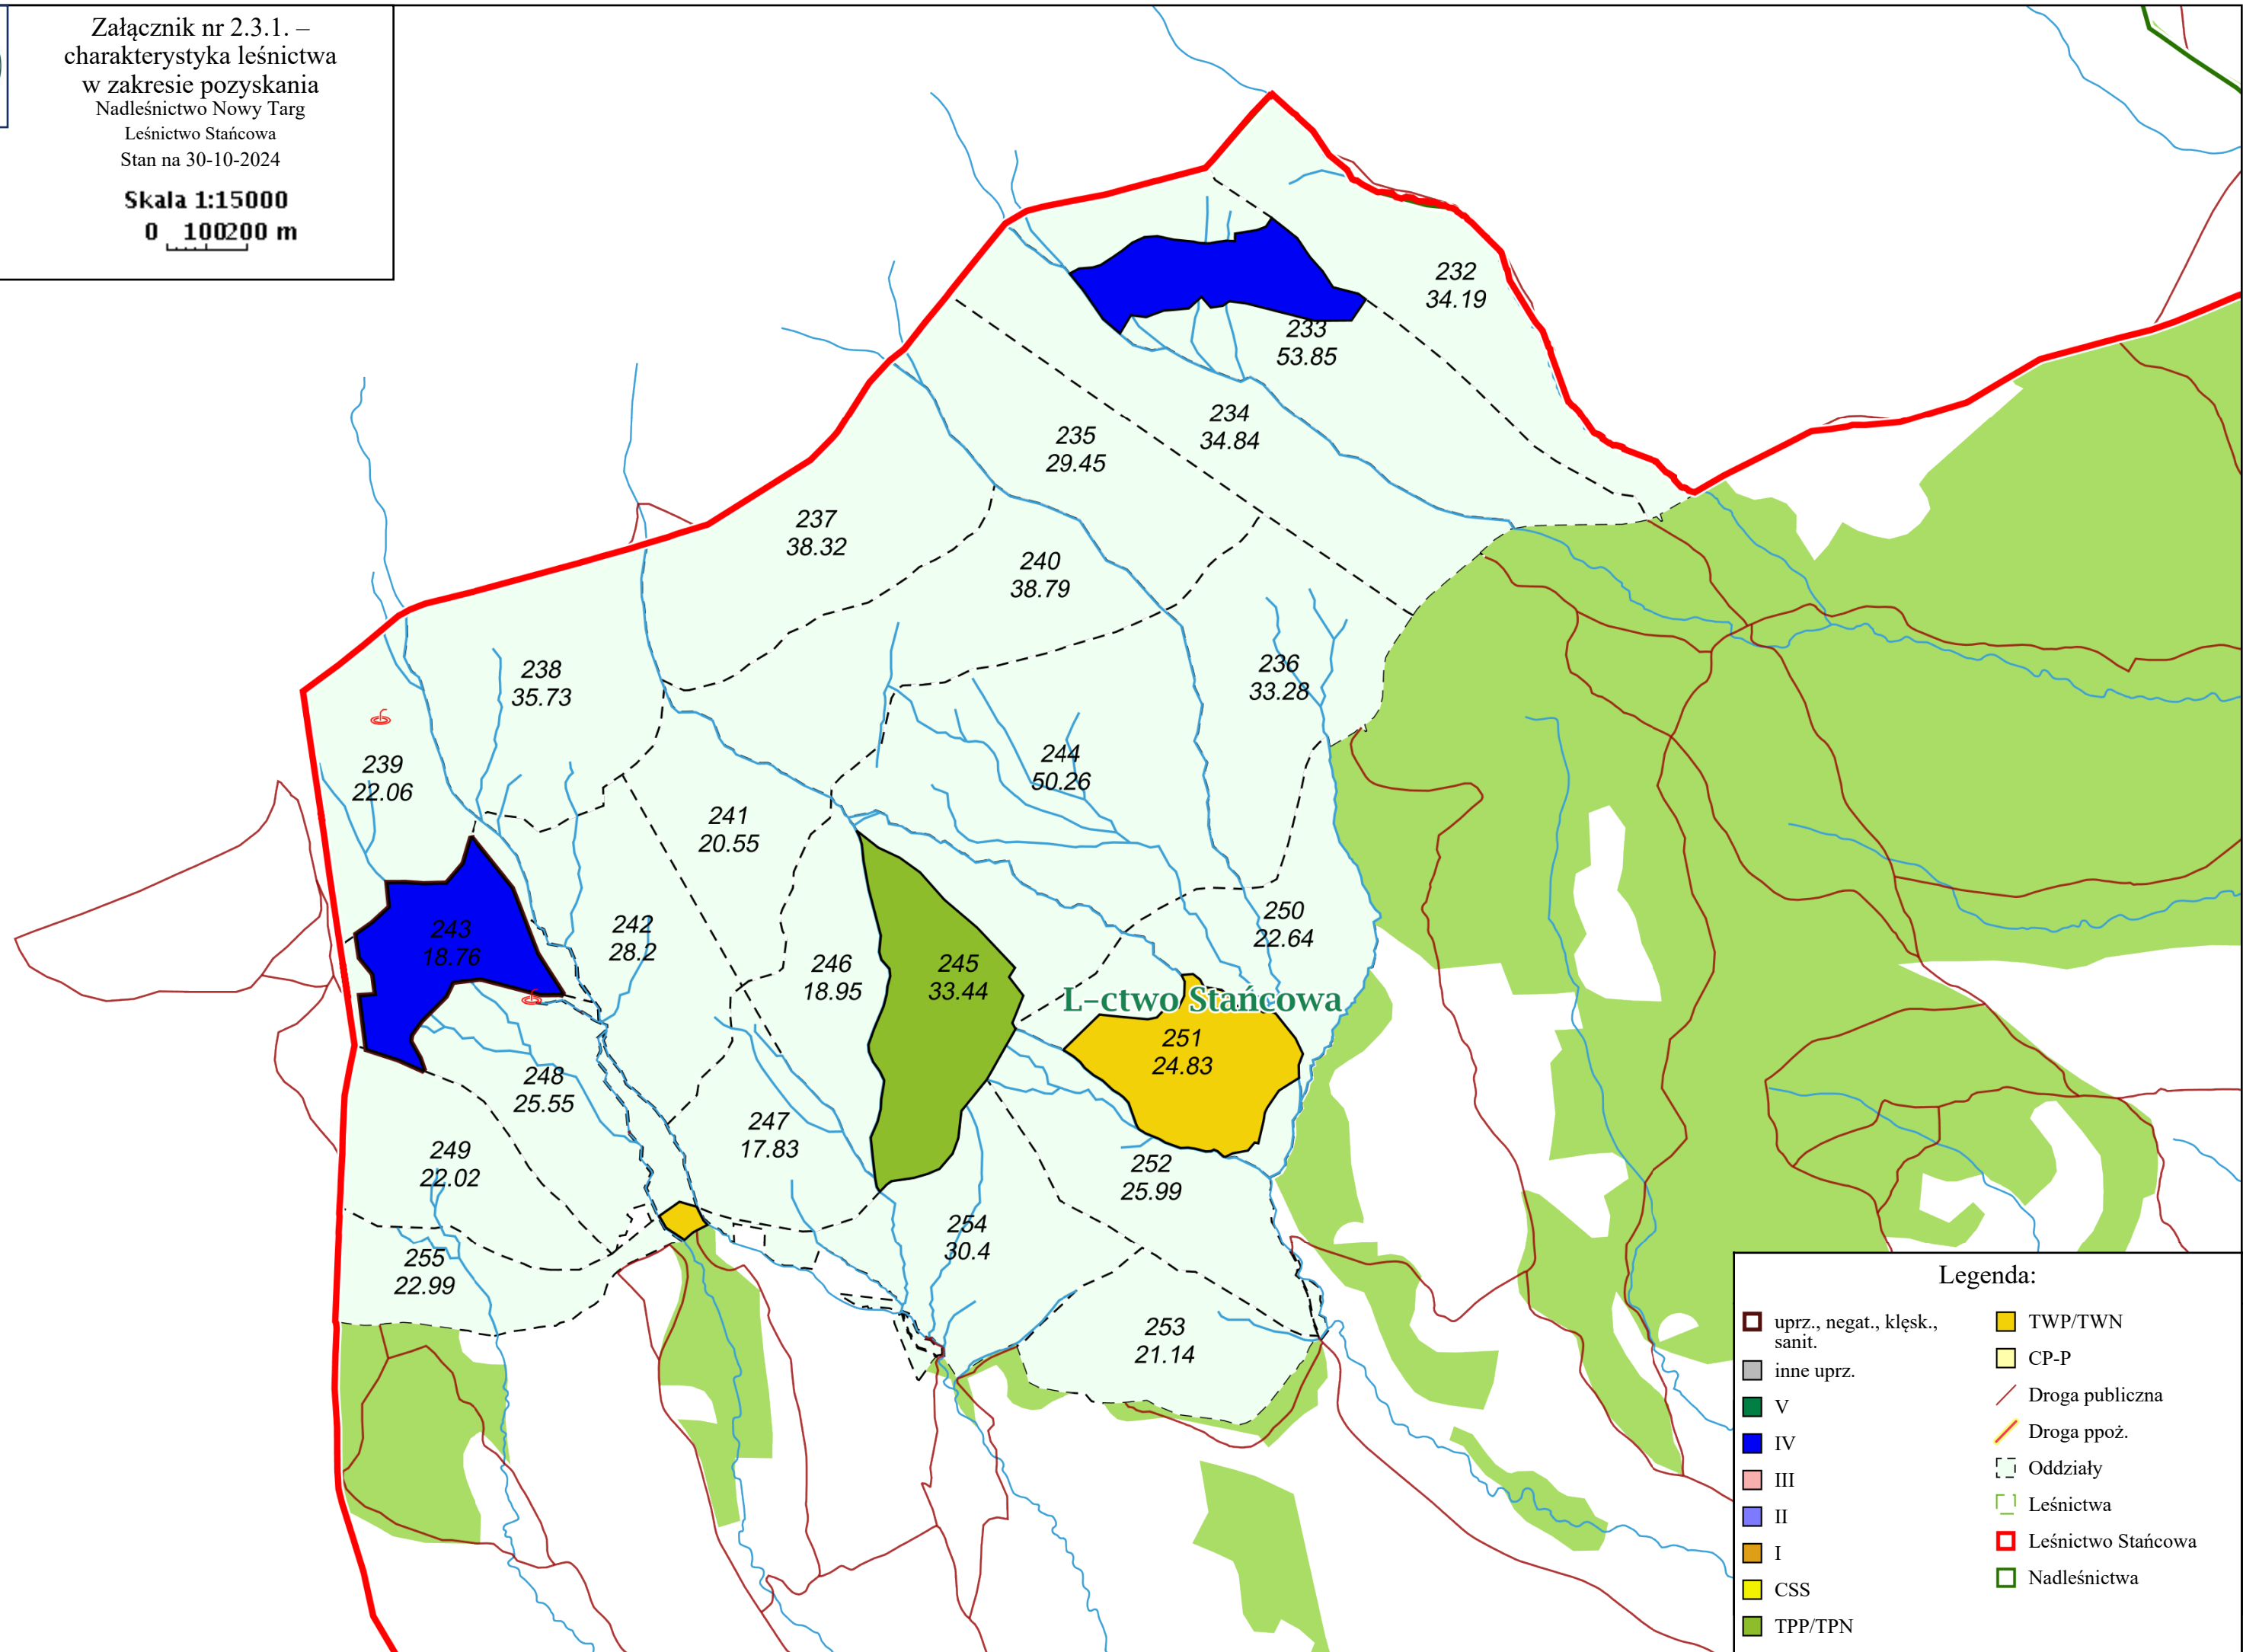 Załącznik nr 2.3.1. –
charakterystyka leśnictwa
w zakresie pozyskania
Nadleśnictwo Nowy Targ
Leśnictwo Stańcowa
Stan na 30-10-2024
Skala 1:15000
0 100200 m
232
34.19
233
53.85
234
34.84
235
29.45
237
38.32
240
38.79
236
33.28
238
35.73
239
22.06
244
50.26
241
20.55
250
22.64
242
28.2
243
18.76
246
18.95
245
33.44
L-ctwo Stańcowa
251
24.83
248
25.55
247
17.83
249
22.02
252
25.99
254
30.4
255
22.99
253
21.14
Legenda:
uprz., negat., klęsk.,
sanit.
inne uprz.
V
IV
III
II
I
CSS
TPP/TPN
TWP/TWN
CP-P
Droga publiczna
Droga ppoż.
Oddziały
Leśnictwa
Leśnictwo Stańcowa
Nadleśnictwa